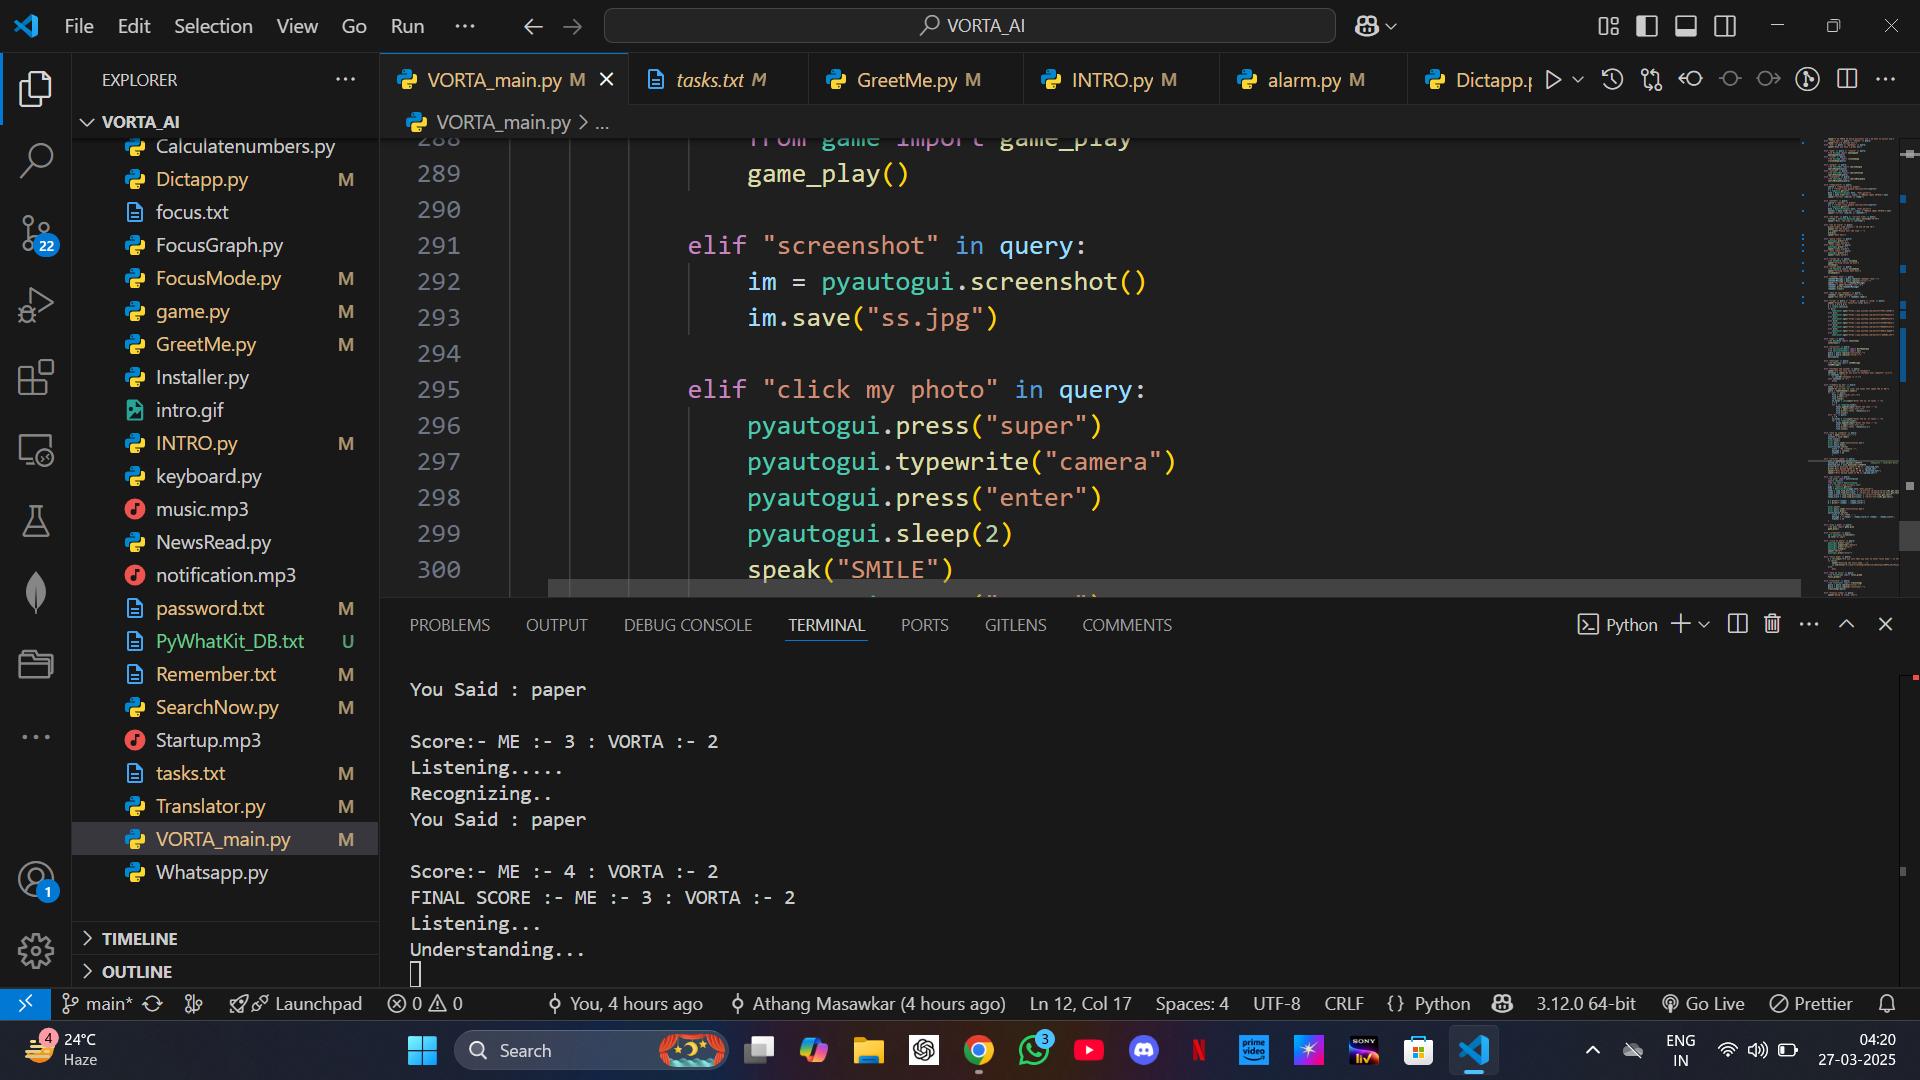 File Edit Selection View Go Run ... VORTA_AI
EXPLORER ...
VORTA_main.py M
tasks.txt M
GreetMe.py M
INTRO.py M
alarm.py M
Dictapp.p
VORTA_AI
VORTA_main.py > ...
Calculatenumbers.py
Dictapp.py M
focus.txt
FocusGraph.py
FocusMode.py M
game.py M
GreetMe.py M
Installer.py
intro.gif
INTRO.py M
keyboard.py
music.mp3
NewsRead.py
notification.mp3
password.txt M
PyWhatKit_DB.txt U
Remember.txt M
SearchNow.py M
Startup.mp3
tasks.txt M
Translator.py M
VORTA_main.py M
Whatsapp.py
TIMELINE
OUTLINE
22
1
288 from game import game_play
289 game_play()
290
291 elif "screenshot" in query:
292 im = pyautogui.screenshot()
293 im.save("ss.jpg")
294
295 elif "click my photo" in query:
296 pyautogui.press("super")
297 pyautogui.typewrite("camera")
298 pyautogui.press("enter")
299 pyautogui.sleep(2)
300 speak("SMILE")
PROBLEMS OUTPUT DEBUG CONSOLE TERMINAL PORTS GITLENS COMMENTS Python
You Said : paper
Score:- ME :- 3 : VORTA :- 2
Listening.....
Recognizing..
You Said : paper
Score:- ME :- 4 : VORTA :- 2
FINAL SCORE :- ME :- 3 : VORTA :- 2
Listening...
Understanding...
main* Launchpad 0 0 You, 4 hours ago Athang Masawkar (4 hours ago) Ln 12, Col 17 Spaces: 4 UTF-8 CRLF {} Python 3.12.0 64-bit Go Live Prettier
4
24°C
Haze
Search
3
prime video
SONY liv
ENG
IN
04:20
27-03-2025